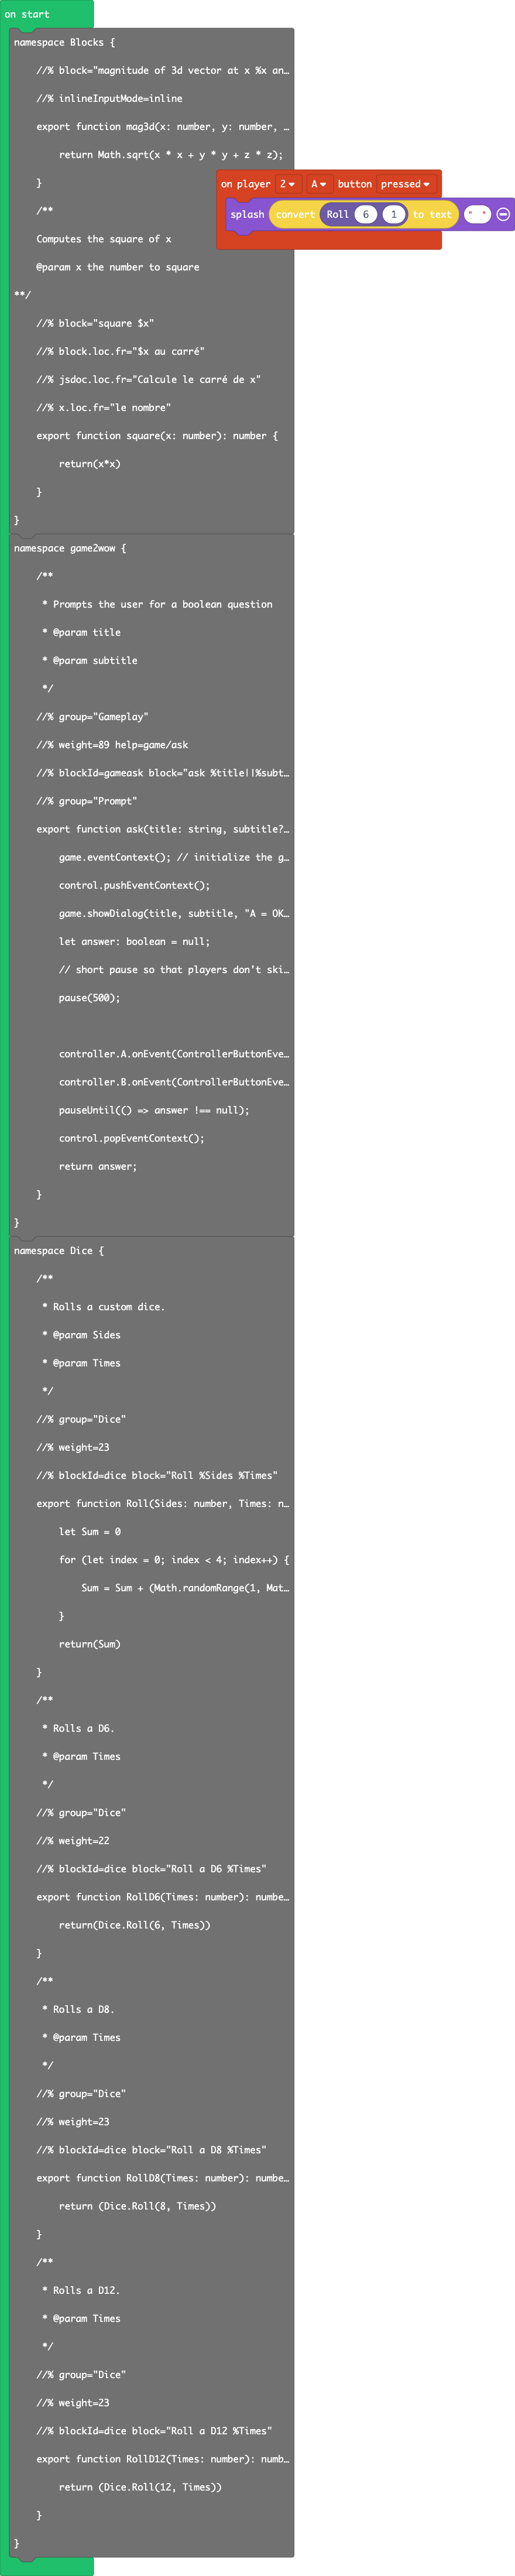 on start
namespace Blocks {
//% block="magnitude of 3d vector at x %x an…
//% inlineInputMode=inline
export function mag3d(x: number, y: number, …
return Math.sqrt(x * x + y * y + z * z);
}
/**
Computes the square of x
@param x the number to square
**/
//% block="square $x"
//% block.loc.fr="$x au carré"
//% jsdoc.loc.fr="Calcule le carré de x"
//% x.loc.fr="le nombre"
export function square(x: number): number {
return(x*x)
}
}
on player 2 A button pressed
splash convert Roll 6 1 to text " "
namespace game2wow {
/**
* Prompts the user for a boolean question
* @param title
* @param subtitle
*/
//% group="Gameplay"
//% weight=89 help=game/ask
//% blockId=gameask block="ask %title||%subt…
//% group="Prompt"
export function ask(title: string, subtitle?…
game.eventContext(); // initialize the g…
control.pushEventContext();
game.showDialog(title, subtitle, "A = OK…
let answer: boolean = null;
// short pause so that players don't ski…
pause(500);
controller.A.onEvent(ControllerButtonEve…
controller.B.onEvent(ControllerButtonEve…
pauseUntil(() => answer !== null);
control.popEventContext();
return answer;
}
}
namespace Dice {
/**
* Rolls a custom dice.
* @param Sides
* @param Times
*/
//% group="Dice"
//% weight=23
//% blockId=dice block="Roll %Sides %Times"
export function Roll(Sides: number, Times: n…
let Sum = 0
for (let index = 0; index < 4; index++) {
Sum = Sum + (Math.randomRange(1, Mat…
}
return(Sum)
}
/**
* Rolls a D6.
* @param Times
*/
//% group="Dice"
//% weight=22
//% blockId=dice block="Roll a D6 %Times"
export function RollD6(Times: number): numbe…
return(Dice.Roll(6, Times))
}
/**
* Rolls a D8.
* @param Times
*/
//% group="Dice"
//% weight=23
//% blockId=dice block="Roll a D8 %Times"
export function RollD8(Times: number): numbe…
return (Dice.Roll(8, Times))
}
/**
* Rolls a D12.
* @param Times
*/
//% group="Dice"
//% weight=23
//% blockId=dice block="Roll a D12 %Times"
export function RollD12(Times: number): numb…
return (Dice.Roll(12, Times))
}
}